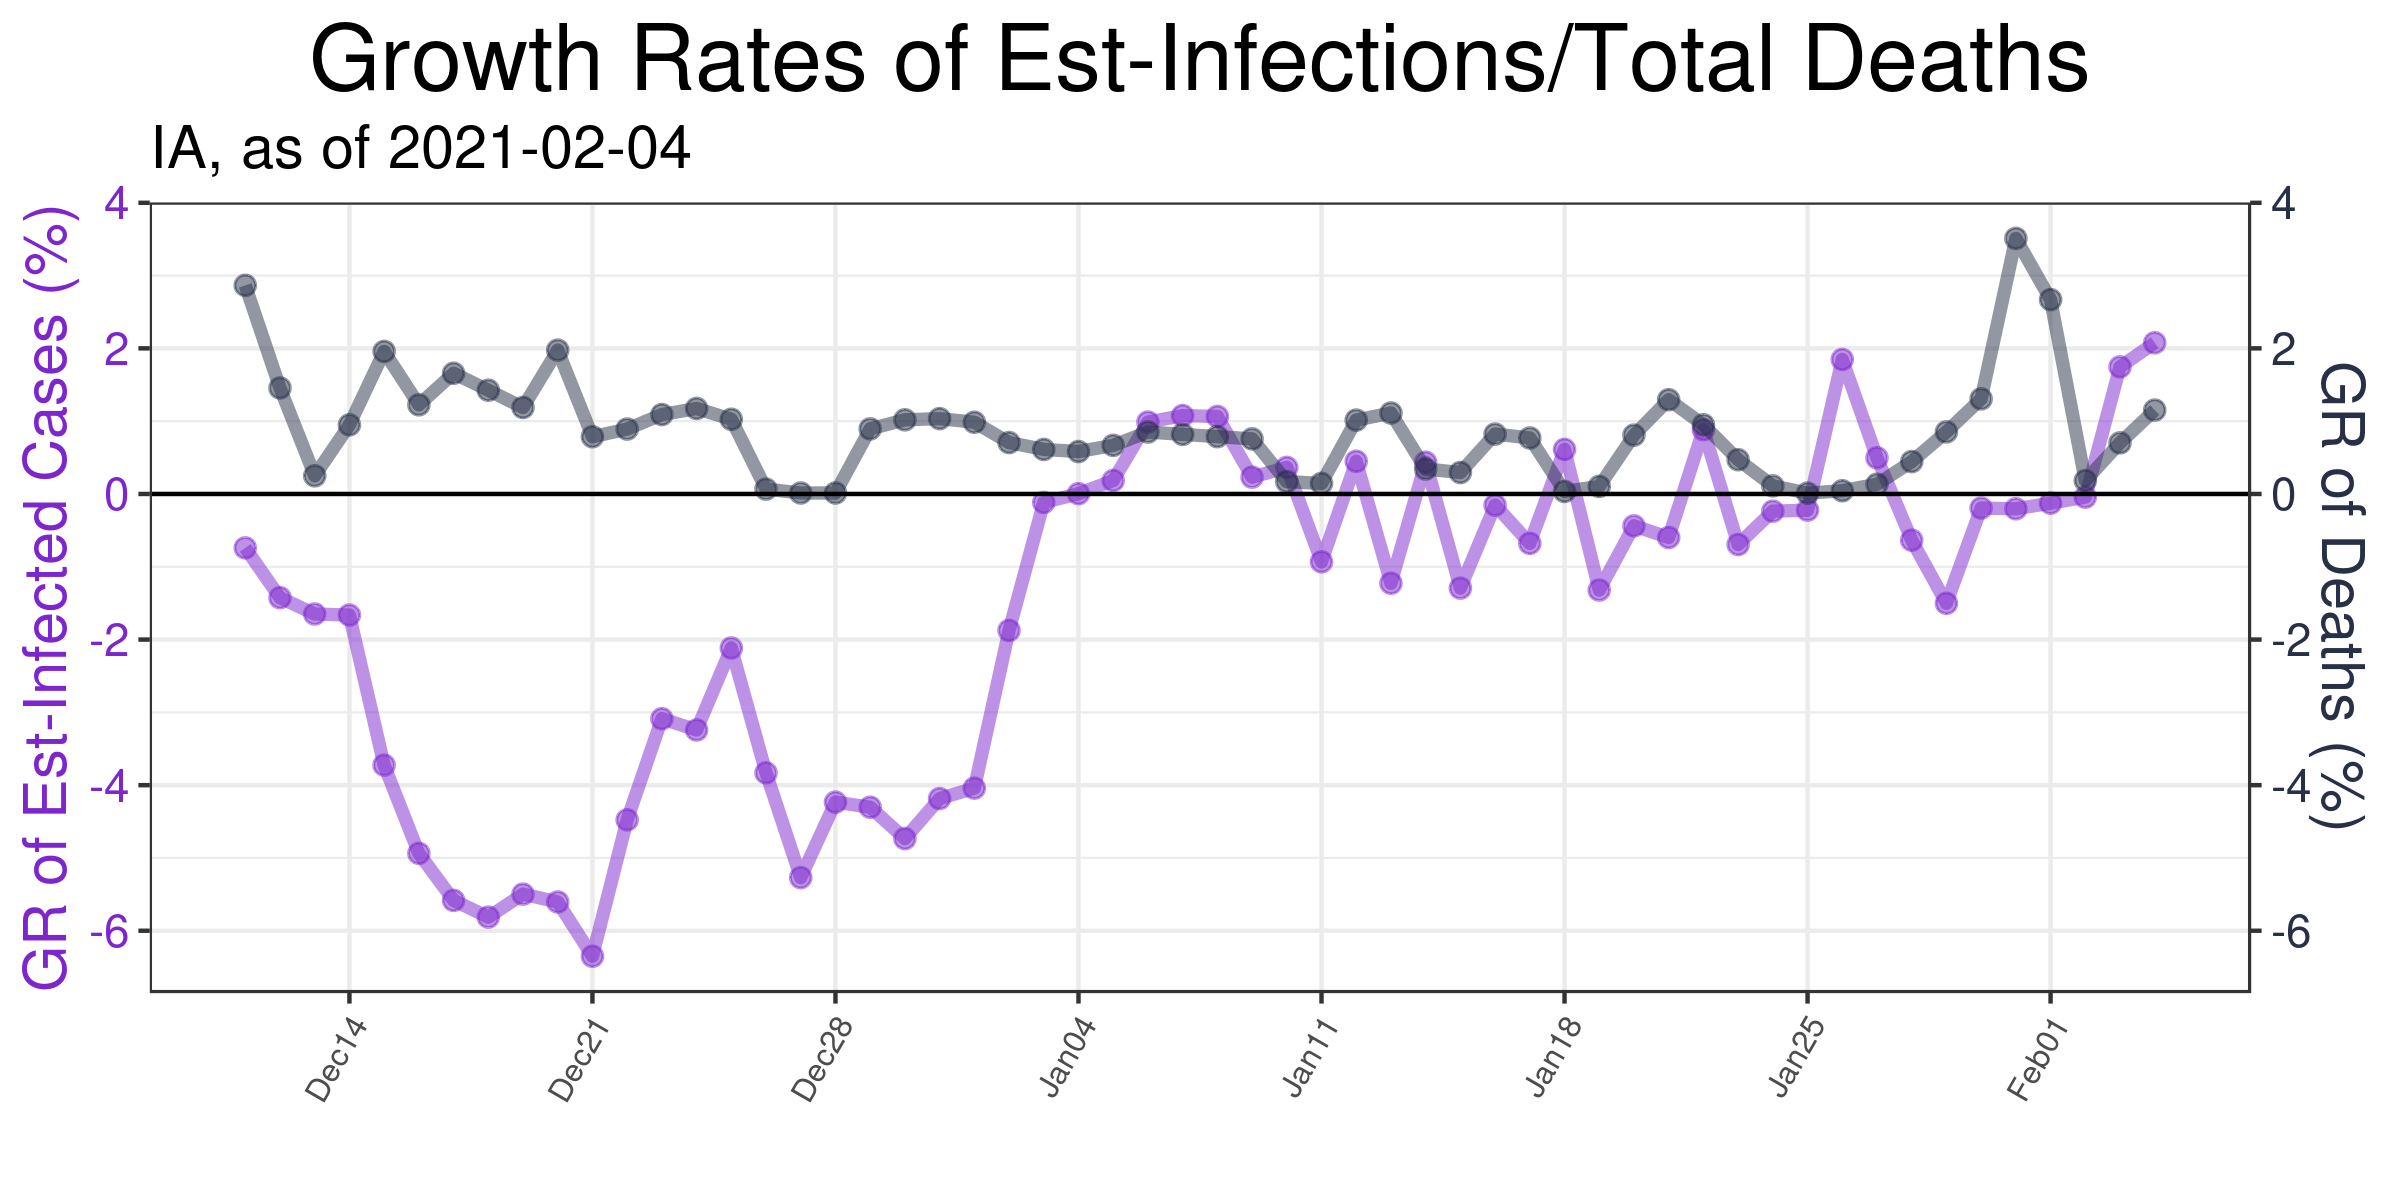 Growth Rates of Est-Infections/Total Deaths
IA, as of 2021-02-04
GR of Est-Infected Cases (%)
4
2
0
-2
-4
-6
4
2
0
-2
-4
-6
GR of Deaths (%)
Dec14
Dec21
Dec28
Jan04
Jan11
Jan18
Jan25
Feb01